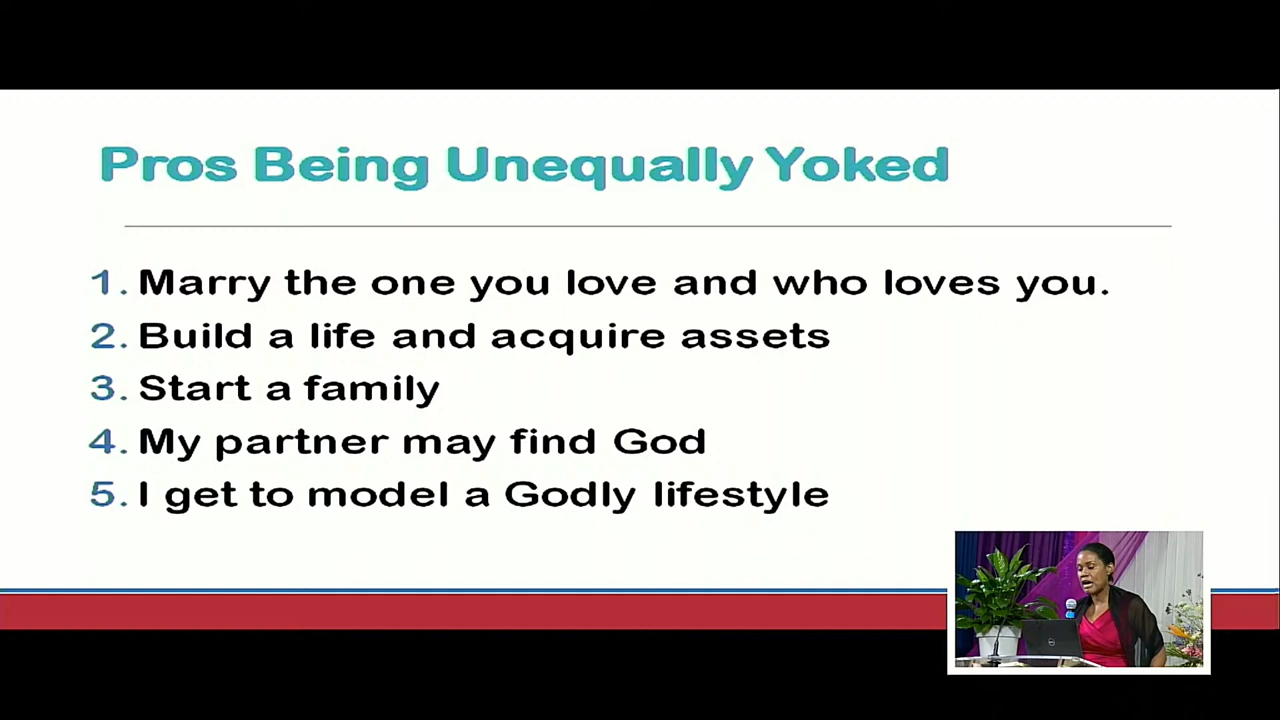 Pros Being Unequally Yoked
1. Marry the one you love and who loves you.
2. Build a life and acquire assets
3. Start a family
4. My partner may find God
5. I get to model a Godly lifestyle